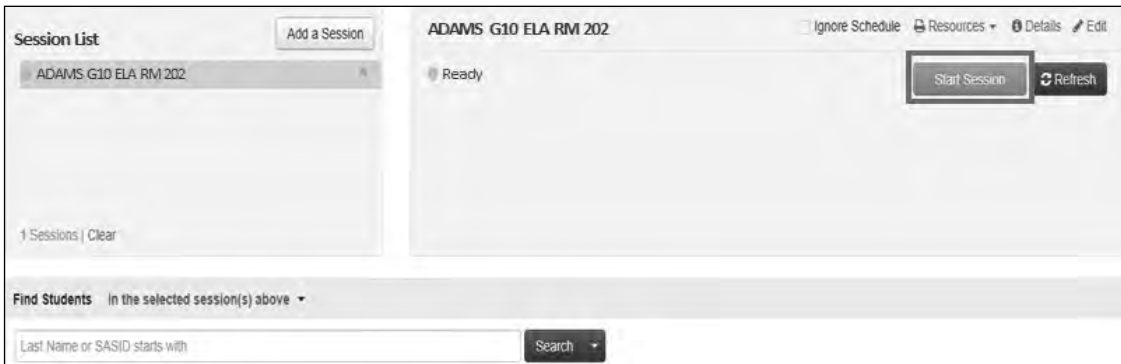 Session List
Add a Session
ADAMS G10 ELA RM 202
1 Sessions | Clear
ADAMS G10 ELA RM 202
Ignore Schedule Resources Details Edit
Ready
Start Session Refresh
Find Students in the selected session(s) above
Last Name or SASID starts with
Search